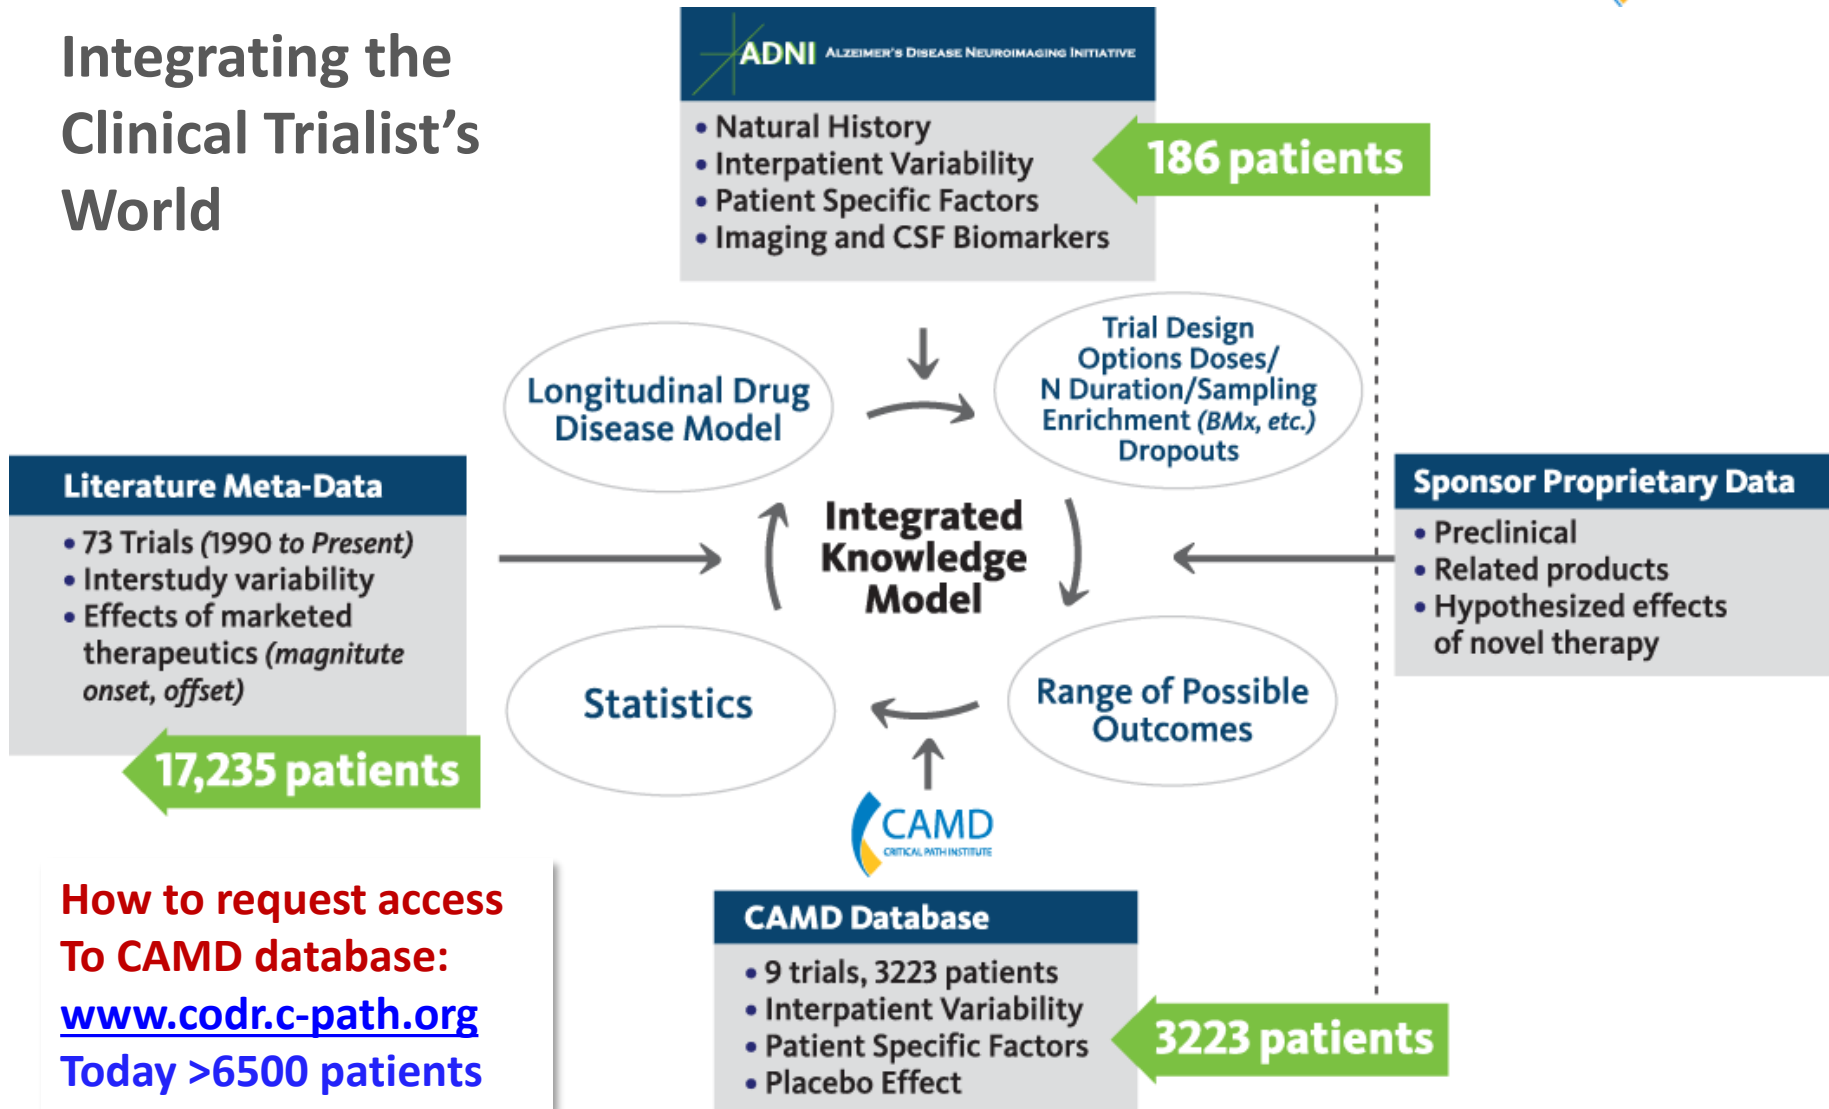 Integrating the
Clinical Trialist’s
World
ADNI ALZEIMER’S DISEASE NEUROIMAGING INITIATIVE
• Natural History
• Interpatient Variability
• Patient Specific Factors
• Imaging and CSF Biomarkers
186 patients
Longitudinal Drug
Disease Model
Trial Design
Options Doses/
N Duration/Sampling
Enrichment (BMx, etc.)
Dropouts
Literature Meta-Data
• 73 Trials (1990 to Present)
• Interstudy variability
• Effects of marketed
therapeutics (magnitute
onset, offset)
17,235 patients
Integrated
Knowledge
Model
Sponsor Proprietary Data
• Preclinical
• Related products
• Hypothesized effects
of novel therapy
Statistics
Range of Possible
Outcomes
CAMD
CRITICAL PATH INSTITUTE
How to request access
To CAMD database:
www.codr.c-path.org
Today >6500 patients
CAMD Database
• 9 trials, 3223 patients
• Interpatient Variability
• Patient Specific Factors
• Placebo Effect
3223 patients